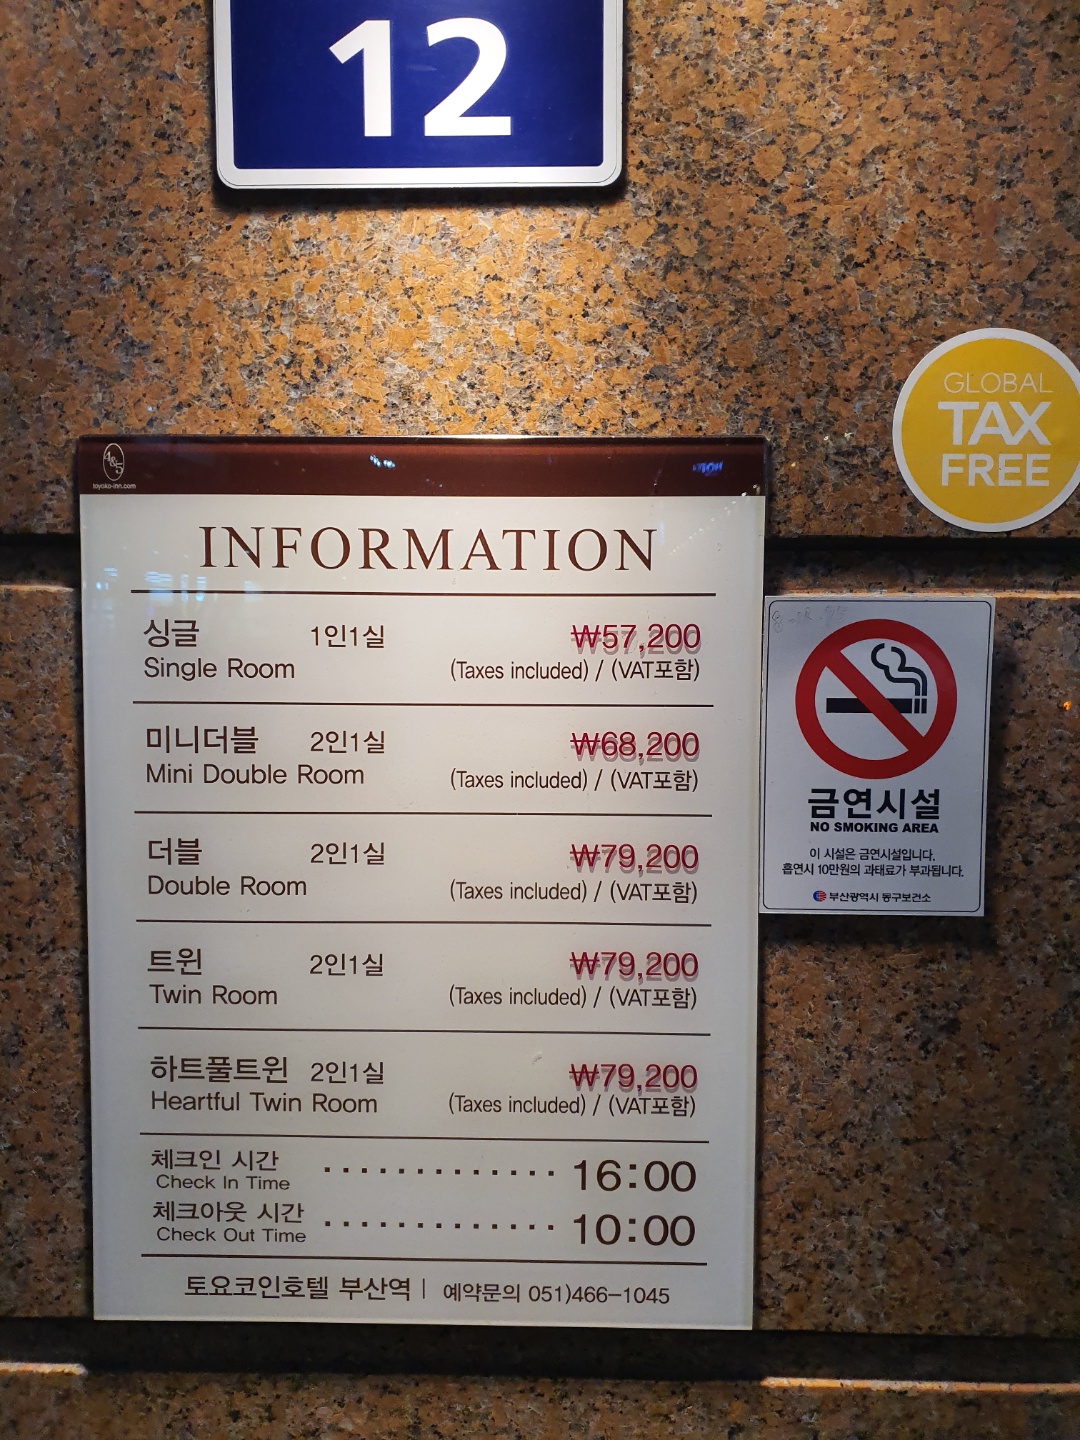 12
GLOBAL
TAX
FREE
toyoko-inn.com
INFORMATION
싱글 1인1실 ₩57,200
Single Room (Taxes included) / (VAT포함)
미니더블 2인1실 ₩68,200
Mini Double Room (Taxes included) / (VAT포함)
더블 2인1실 ₩79,200
Double Room (Taxes included) / (VAT포함)
트윈 2인1실 ₩79,200
Twin Room (Taxes included) / (VAT포함)
하트풀트윈 2인1실 ₩79,200
Heartful Twin Room (Taxes included) / (VAT포함)
체크인 시간 ············· 16:00
Check In Time
체크아웃 시간 ············· 10:00
Check Out Time
토요코인호텔 부산역 | 예약문의 051)466-1045
금연시설
NO SMOKING AREA
이 시설은 금연시설입니다.
흡연시 10만원의 과태료가 부과됩니다.
부산광역시 동구보건소